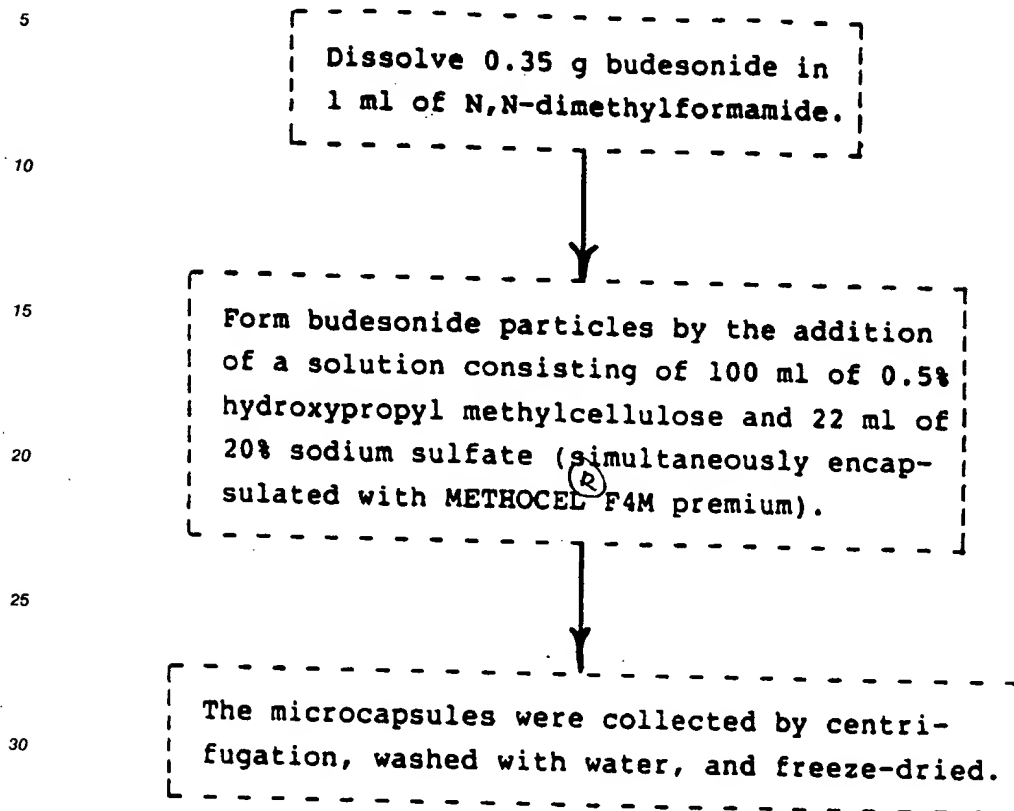 5
Dissolve 0.35 g budesonide in
1 ml of N,N-dimethylformamide.
10
15
Form budesonide particles by the addition
of a solution consisting of 100 ml of 0.5%
hydroxypropyl methylcellulose and 22 ml of
20
20% sodium sulfate (simultaneously encap-
sulated with METHOCEL® F4M premium).
25
The microcapsules were collected by centri-
30
fugation, washed with water, and freeze-dried.